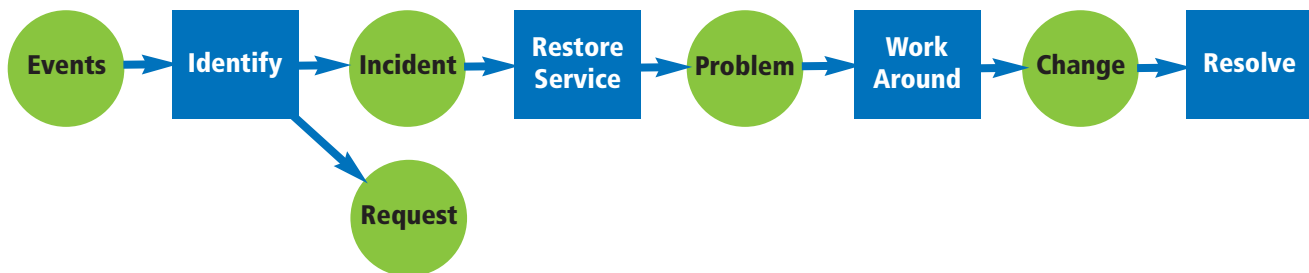 Events
Identify
Incident
Restore
Service
Problem
Work
Around
Change
Resolve
Request